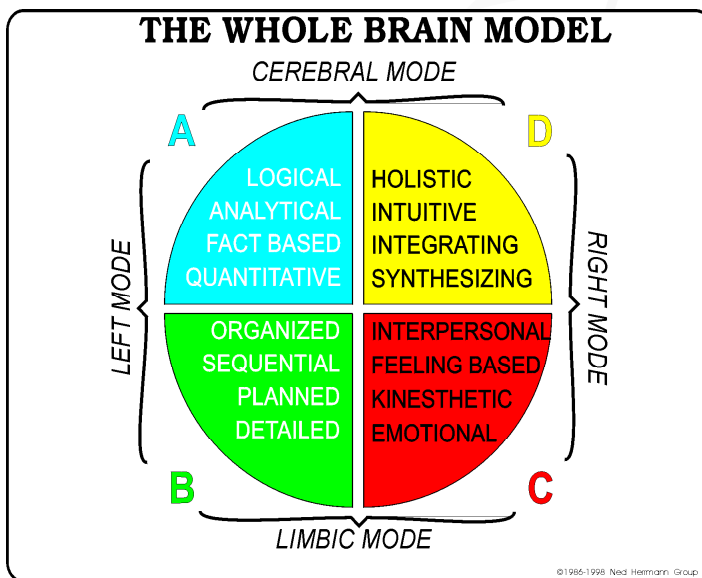 THE WHOLE BRAIN MODEL
CEREBRAL MODE
A
D
LOGICAL
ANALYTICAL
FACT BASED
QUANTITATIVE
HOLISTIC
INTUITIVE
INTEGRATING
SYNTHESIZING
LEFT MODE
RIGHT MODE
ORGANIZED
SEQUENTIAL
PLANNED
DETAILED
INTERPERSONAL
FEELING BASED
KINESTHETIC
EMOTIONAL
B
C
LIMBIC MODE
©1986-1998 Ned Herrmann Group